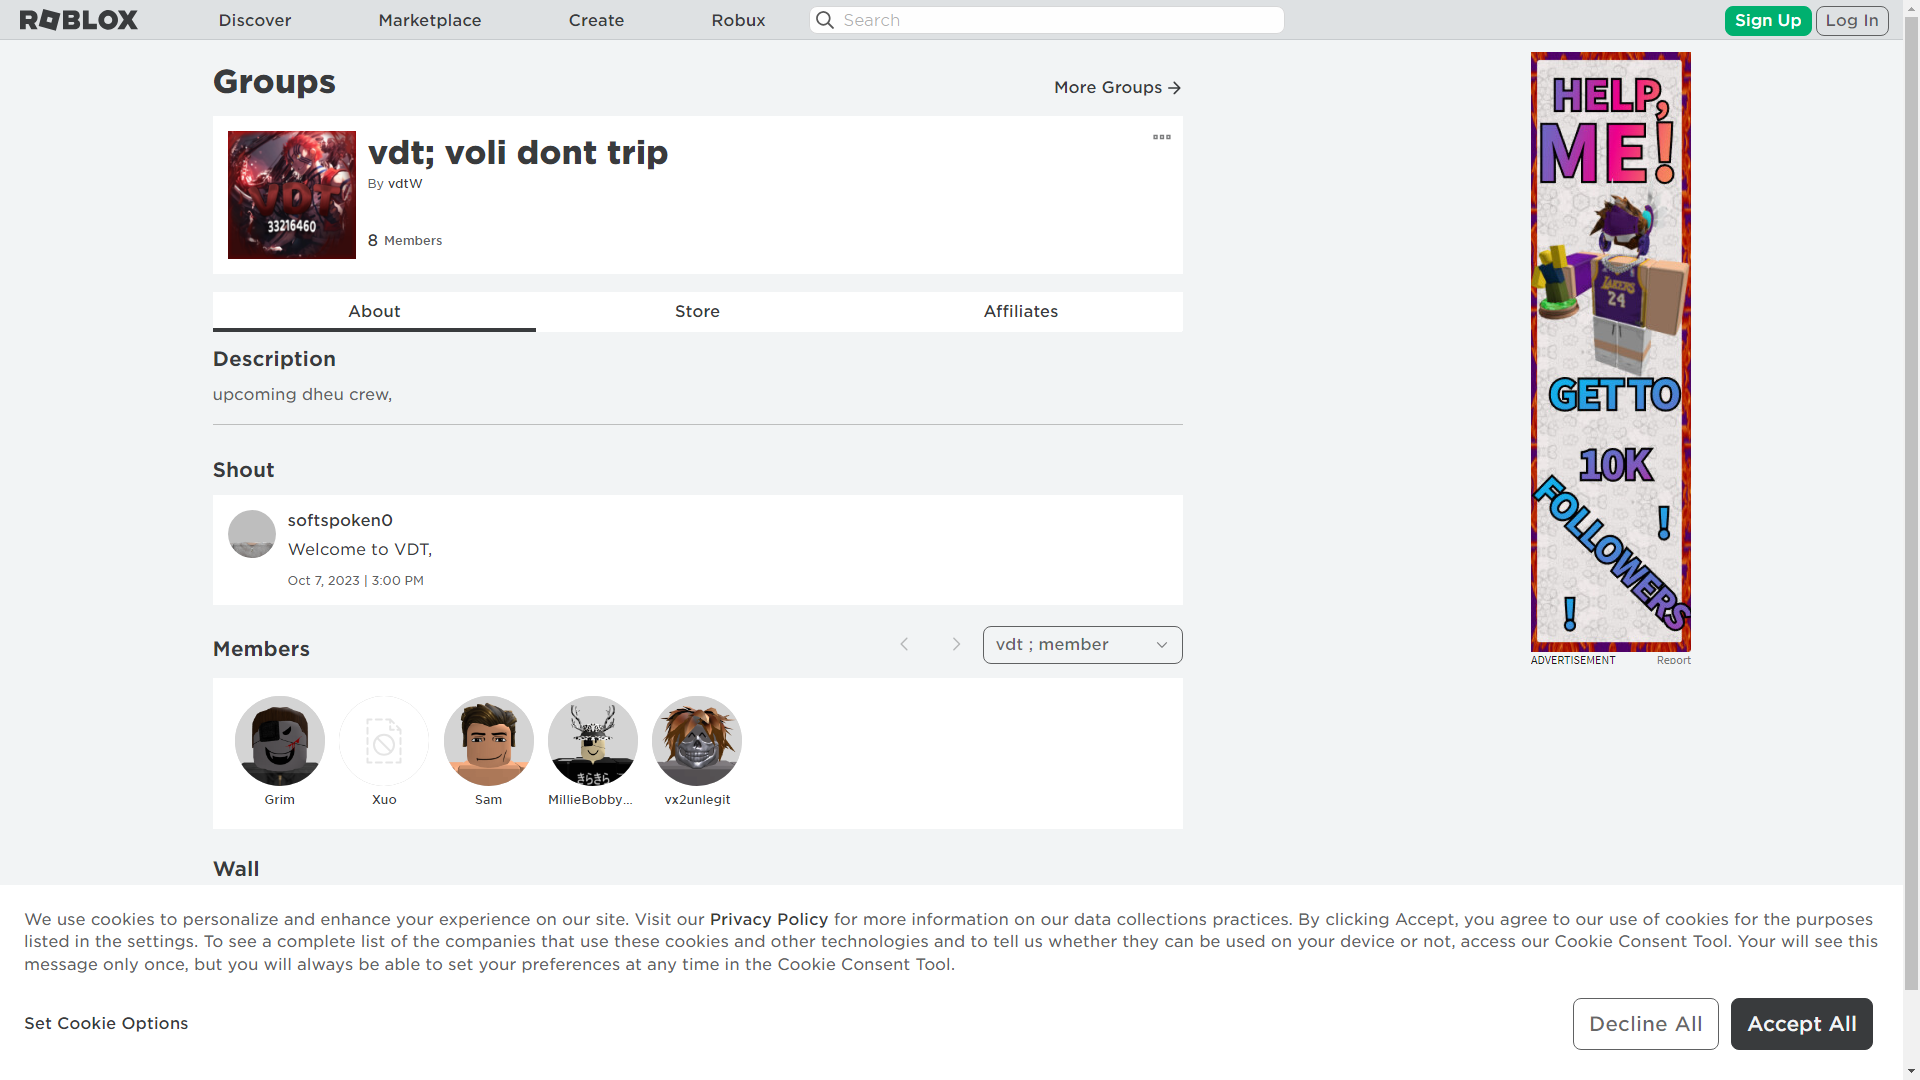 ROBLOX
Discover
Marketplace
Create
Robux
Search
Sign Up
Log In
Groups
More Groups
VDT
33216460
vdt; voli dont trip
By vdtW
8 Members
About
Store
Affiliates
Description
upcoming dheu crew,
Shout
softspoken0
Welcome to VDT,
Oct 7, 2023 | 3:00 PM
Members
vdt ; member
きらきら
Grim
Xuo
Sam
MillieBobby...
vx2unlegit
Wall
HELP,
ME!
LAKERS
24
GET TO
10K
FOLLOWERS
!
!
ADVERTISEMENT
Report
We use cookies to personalize and enhance your experience on our site. Visit our Privacy Policy for more information on our data collections practices. By clicking Accept, you agree to our use of cookies for the purposes
listed in the settings. To see a complete list of the companies that use these cookies and other technologies and to tell us whether they can be used on your device or not, access our Cookie Consent Tool. Your will see this
message only once, but you will always be able to set your preferences at any time in the Cookie Consent Tool.
Set Cookie Options
Decline All
Accept All